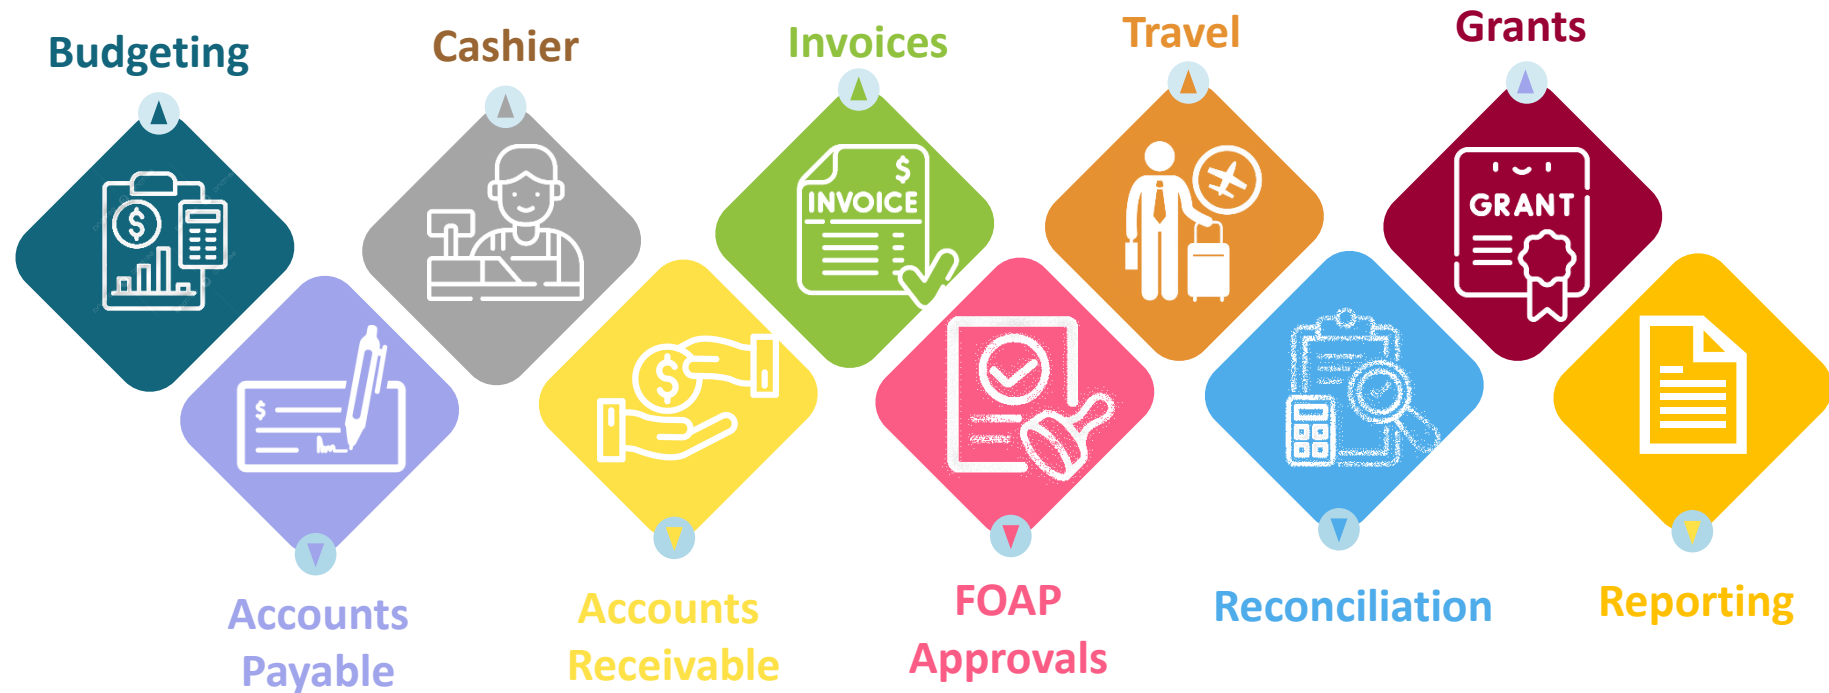 Budgeting
Cashier
Invoices
Travel
Grants
$
$
INVOICE
GRANT
$
$
Accounts
Payable
Accounts
Receivable
FOAP
Approvals
Reconciliation
Reporting